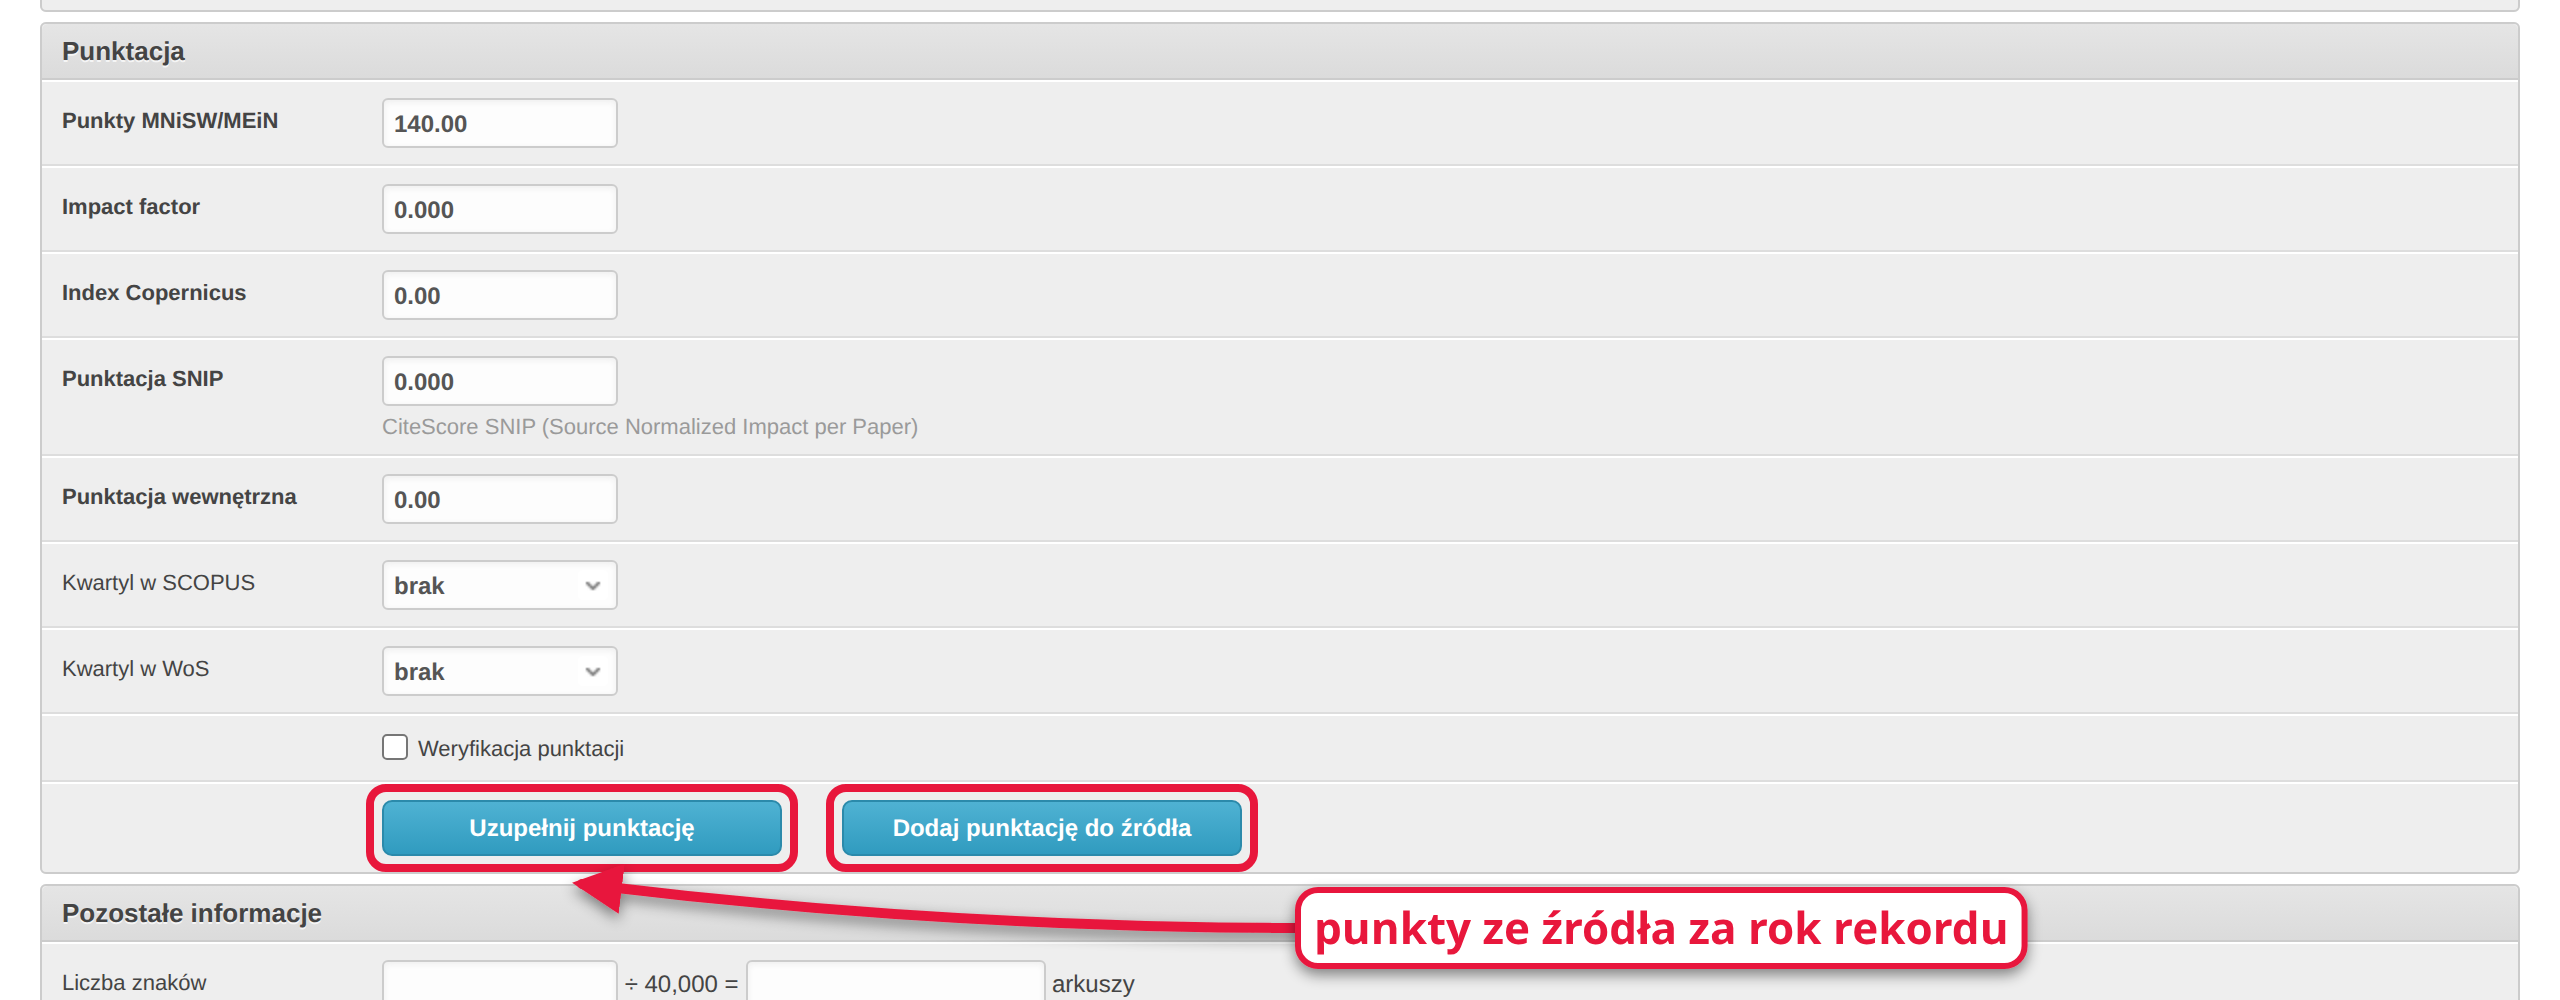 Punktacja
Punkty MNiSW/MEiN 140.00
Impact factor 0.000
Index Copernicus 0.00
Punktacja SNIP 0.000
CiteScore SNIP (Source Normalized Impact per Paper)
Punktacja wewnętrzna 0.00
Kwartyl w SCOPUS brak
Kwartyl w WoS brak
Weryfikacja punktacji
Uzupełnij punktację Dodaj punktację do źródła
Pozostałe informacje
punkty ze źródła za rok rekordu
Liczba znaków ÷ 40,000 = arkuszy